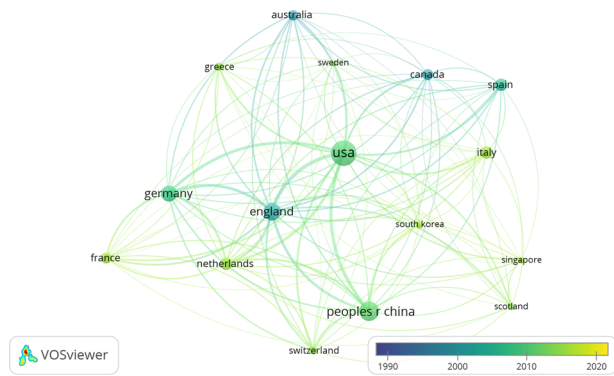 australia
sweden
greece
canada
spain
usa
italy
germany
england
south korea
france
netherlands
singapore
scotland
peoples r china
switzerland
VOSviewer
1990 2000 2010 2020